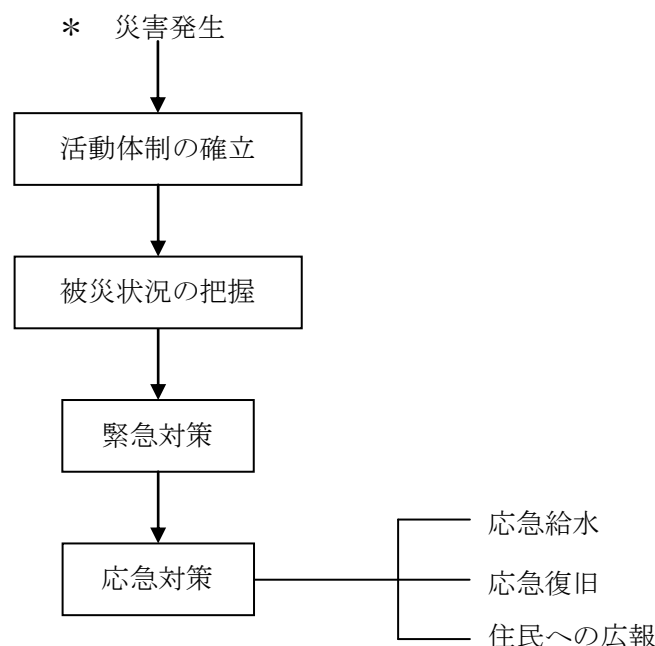 * 災害発生
活動体制の確立
被災状況の把握
緊急対策
応急対策
応急給水
応急復旧
住民への広報